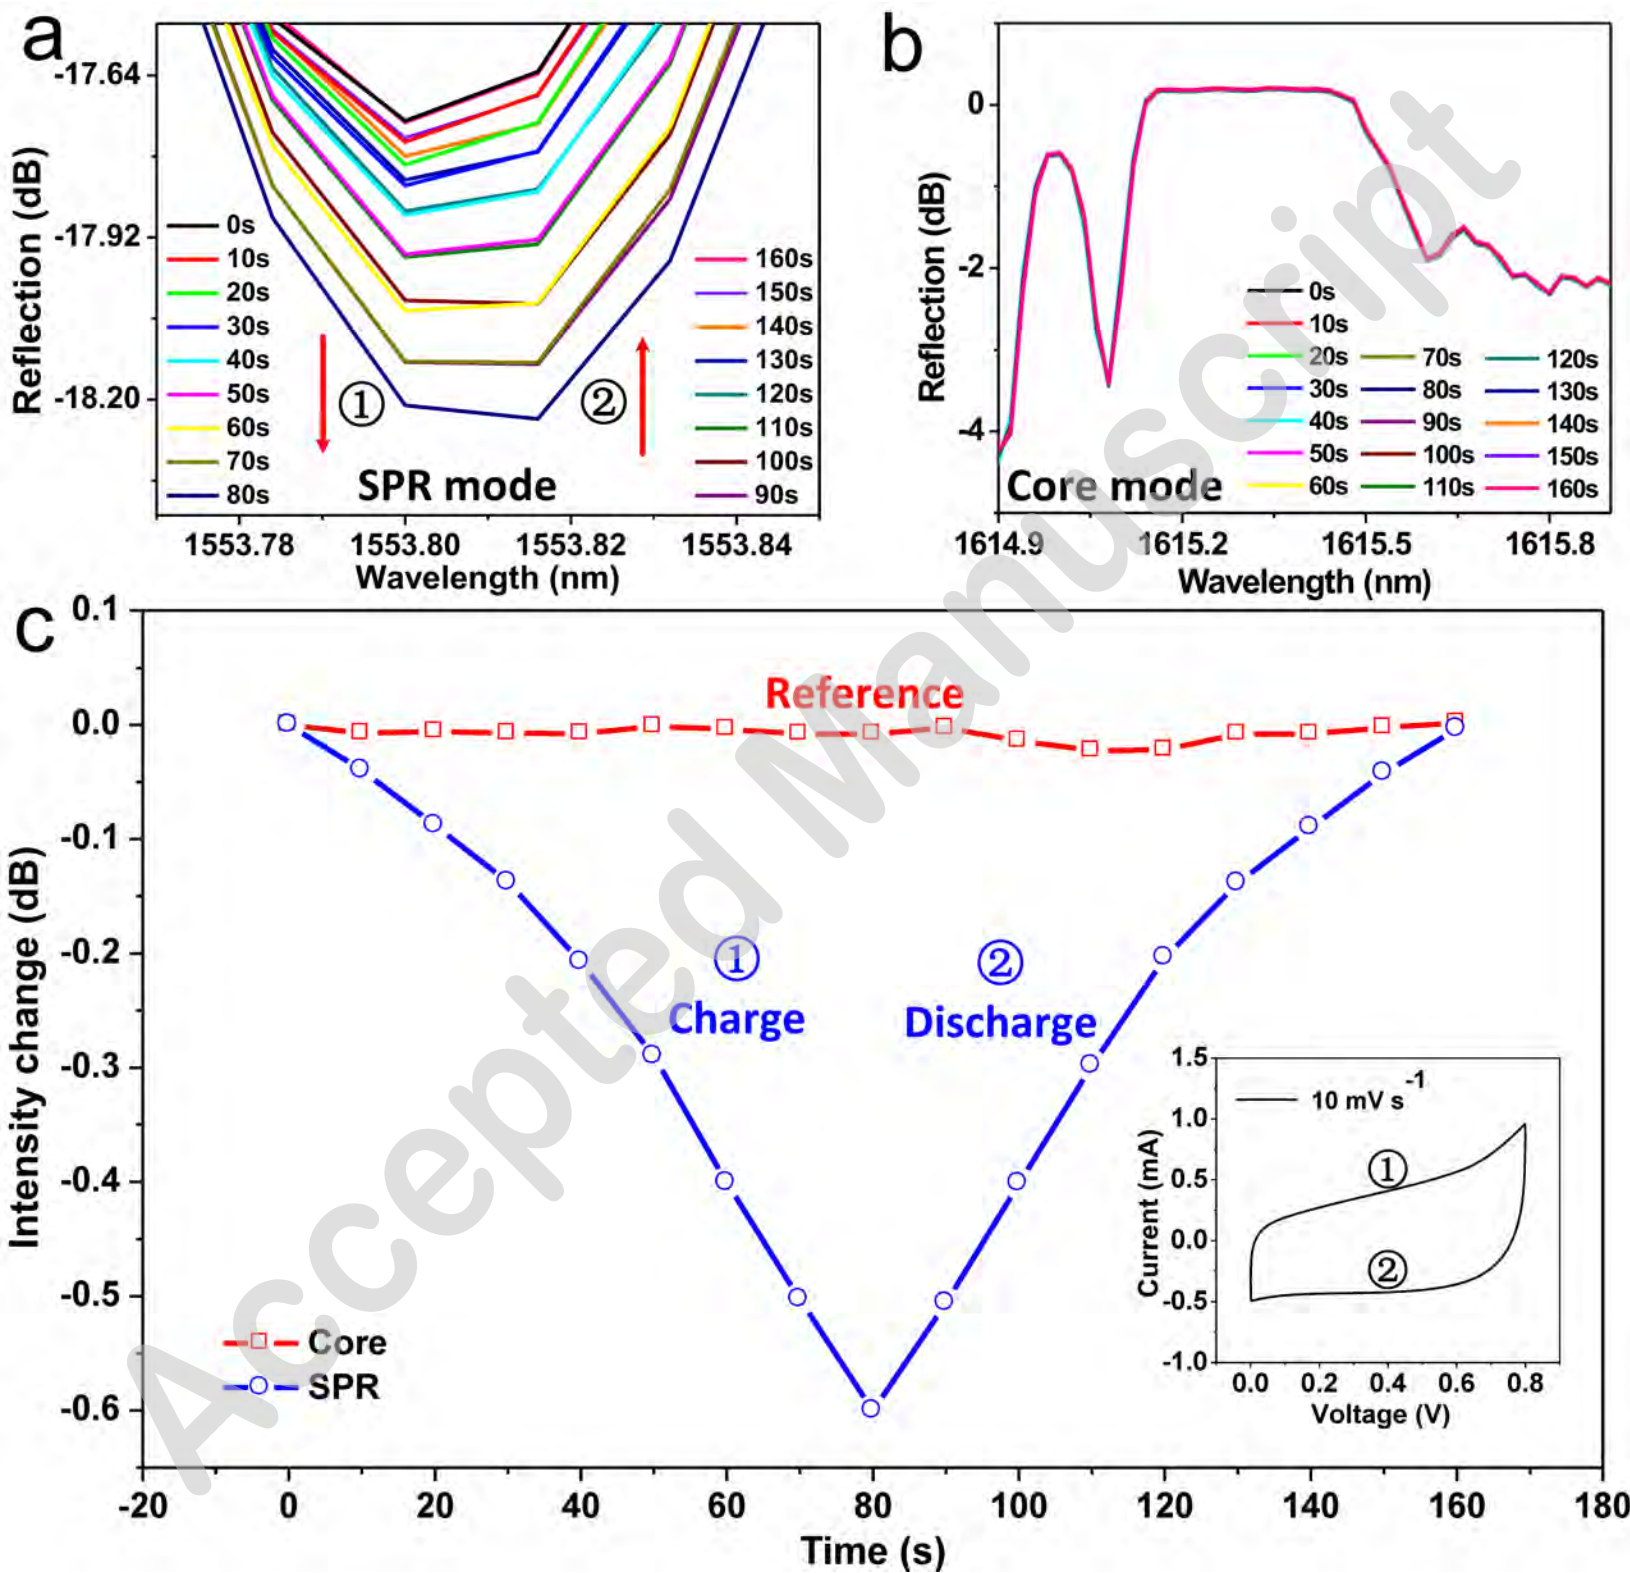 a
-17.64
-17.92
-18.20
Reflection (dB)
0s
10s
20s
30s
40s
50s
60s
70s
80s
160s
150s
140s
130s
120s
110s
100s
90s
①
②
SPR mode
1553.78
1553.80
1553.82
1553.84
Wavelength (nm)
b
0
-2
-4
Reflection (dB)
0s
10s
20s
30s
40s
50s
60s
70s
80s
90s
100s
110s
120s
130s
140s
150s
160s
Core mode
1614.9
1615.2
1615.5
1615.8
Wavelength (nm)
c
0.1
0.0
-0.1
-0.2
-0.3
-0.4
-0.5
-0.6
Intensity change (dB)
Reference
①
Charge
②
Discharge
Core
SPR
-20
0
20
40
60
80
100
120
140
160
180
Time (s)
1.5
1.0
0.5
0.0
-0.5
-1.0
Current (mA)
10 mV s-1
①
②
0.0
0.2
0.4
0.6
0.8
Voltage (V)
Accepted Manuscript